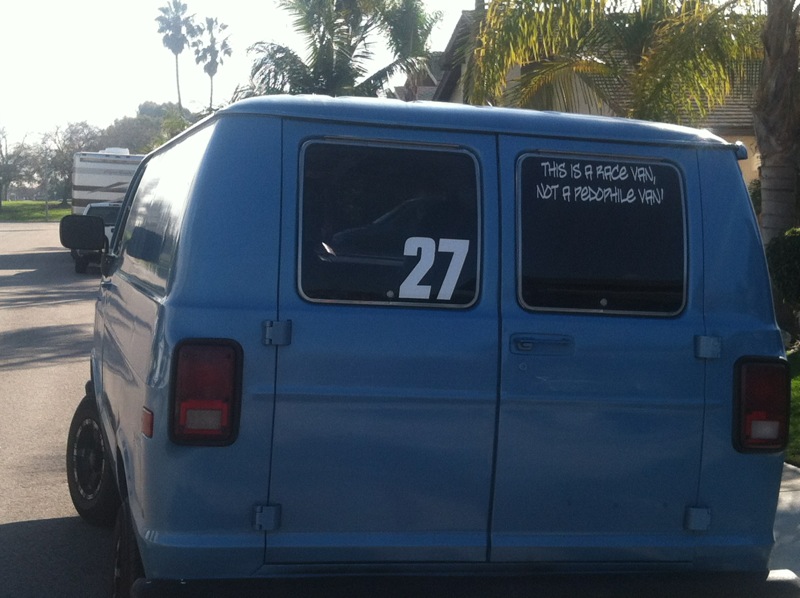 27
THIS IS A RACE VAN,
NOT A PEDOPHILE VAN!